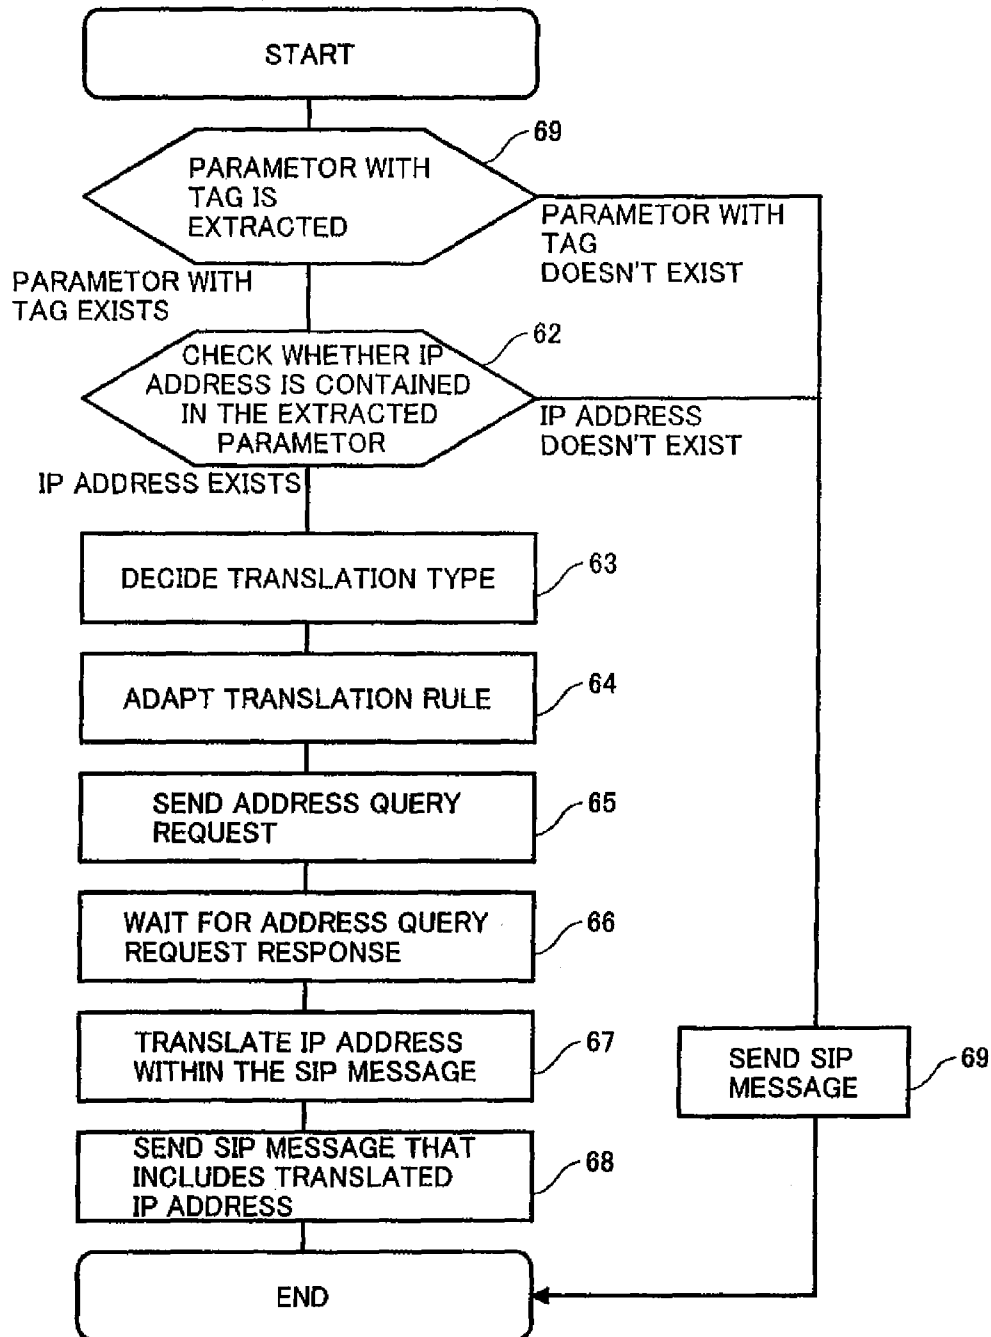 START
69
PARAMETOR WITH
TAG IS
EXTRACTED
PARAMETOR WITH
TAG
DOESN'T EXIST
PARAMETOR WITH
TAG EXISTS
62
CHECK WHETHER IP
ADDRESS IS CONTAINED
IN THE EXTRACTED
PARAMETOR
IP ADDRESS
DOESN'T EXIST
IP ADDRESS EXISTS
DECIDE TRANSLATION TYPE
63
ADAPT TRANSLATION RULE
64
SEND ADDRESS QUERY
REQUEST
65
WAIT FOR ADDRESS QUERY
REQUEST RESPONSE
66
TRANSLATE IP ADDRESS
WITHIN THE SIP MESSAGE
67
SEND SIP
MESSAGE
69
SEND SIP MESSAGE THAT
INCLUDES TRANSLATED
IP ADDRESS
68
END